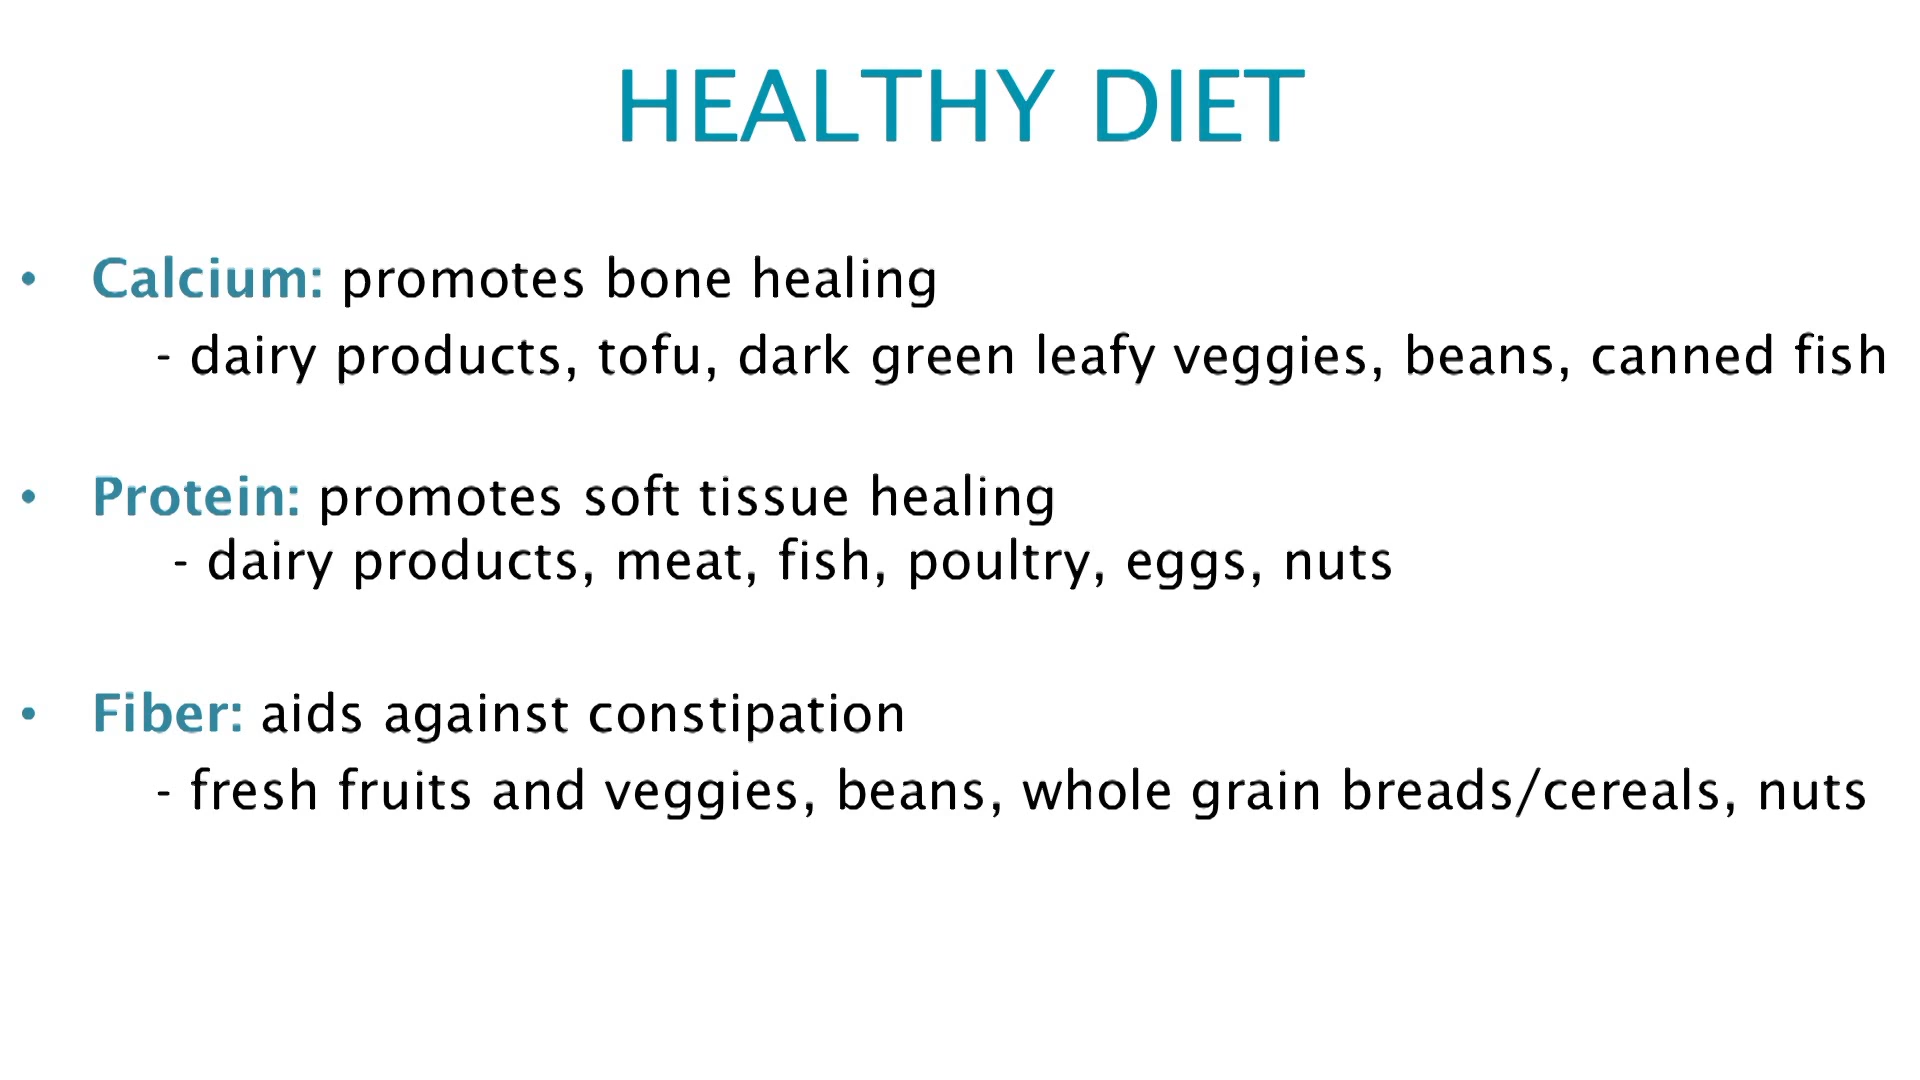 HEALTHY DIET
• Calcium: promotes bone healing
- dairy products, tofu, dark green leafy veggies, beans, canned fish
• Protein: promotes soft tissue healing
- dairy products, meat, fish, poultry, eggs, nuts
• Fiber: aids against constipation
- fresh fruits and veggies, beans, whole grain breads/cereals, nuts